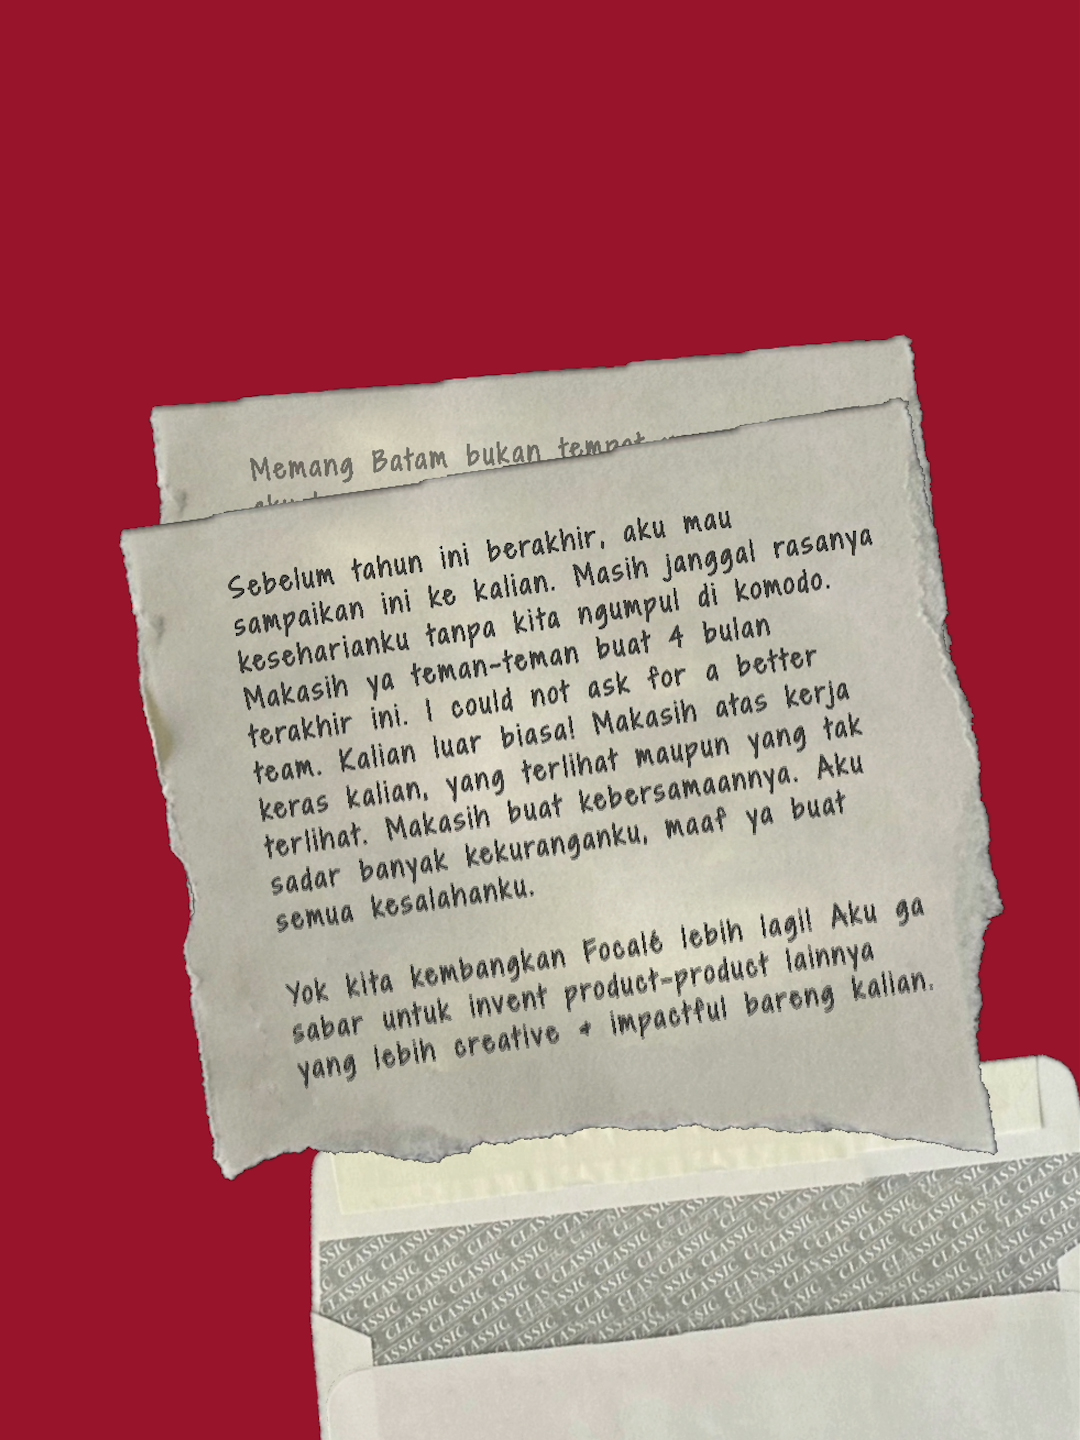 Memang Batam bukan tempat
aku
Sebelum tahun ini berakhir, aku mau
sampaikan ini ke kalian. Masih janggal rasanya
keseharianku tanpa kita ngumpul di komodo.
Makasih ya teman-teman buat 4 bulan
terakhir ini. I could not ask for a better
team. Kalian luar biasa! Makasih atas kerja
keras kalian, yang terlihat maupun yang tak
terlihat. Makasih buat kebersamaannya. Aku
sadar banyak kekuranganku, maaf ya buat
semua kesalahanku.
Yok kita kembangkan Focalé lebih lagi! Aku ga
sabar untuk invent product-product lainnya
yang lebih creative & impactful bareng kalian.
CLASSIC CLASSIC CLASSIC CLASSIC CLASSIC